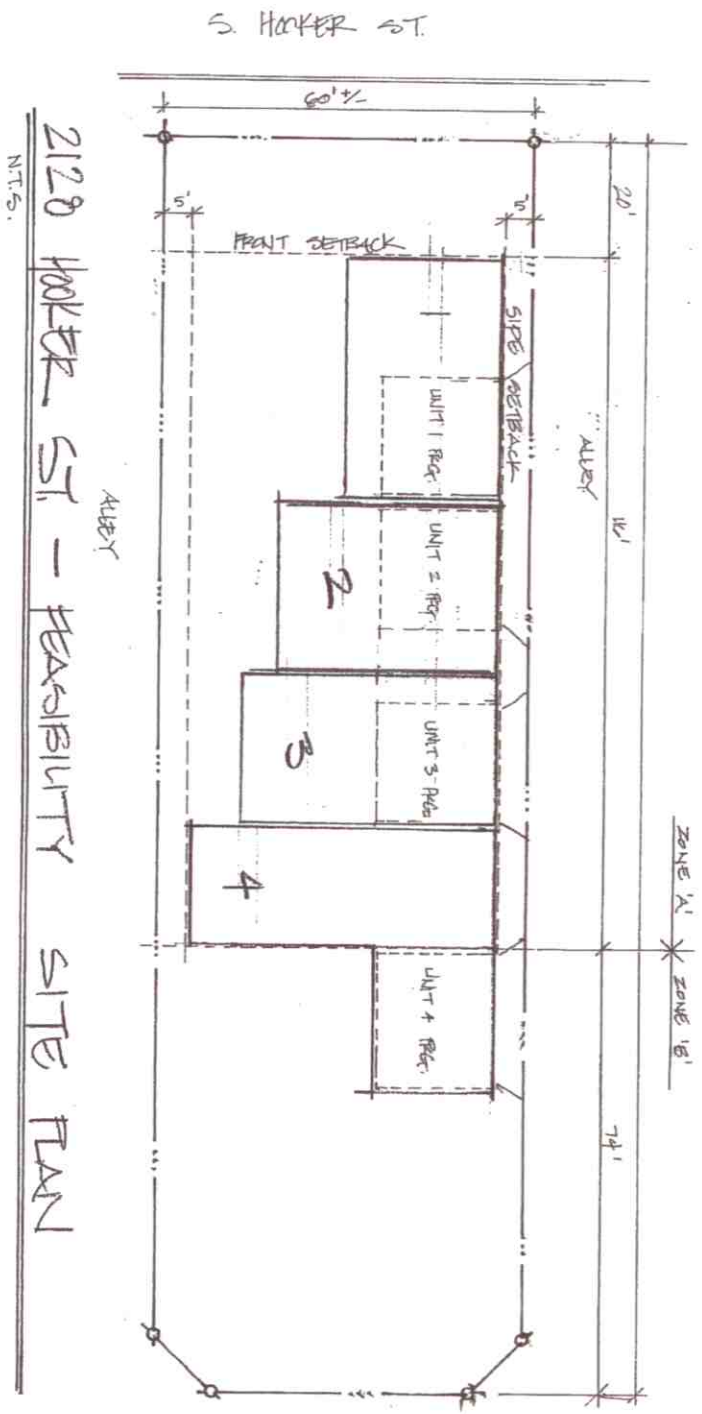 S. HOOKER ST.
60' +/-
20'
74'
5'
5'
FRONT SETBACK
SIDE SETBACK
ALLEY
ZONE 'A'
ZONE 'B'
1
UNIT 1 PKG.
2
UNIT 2 PKG.
3
UNIT 3 PKG
4
UNIT 4 PKG.
ALLEY
2128 HOOKER ST — FEASIBILITY SITE PLAN
N.T.S.